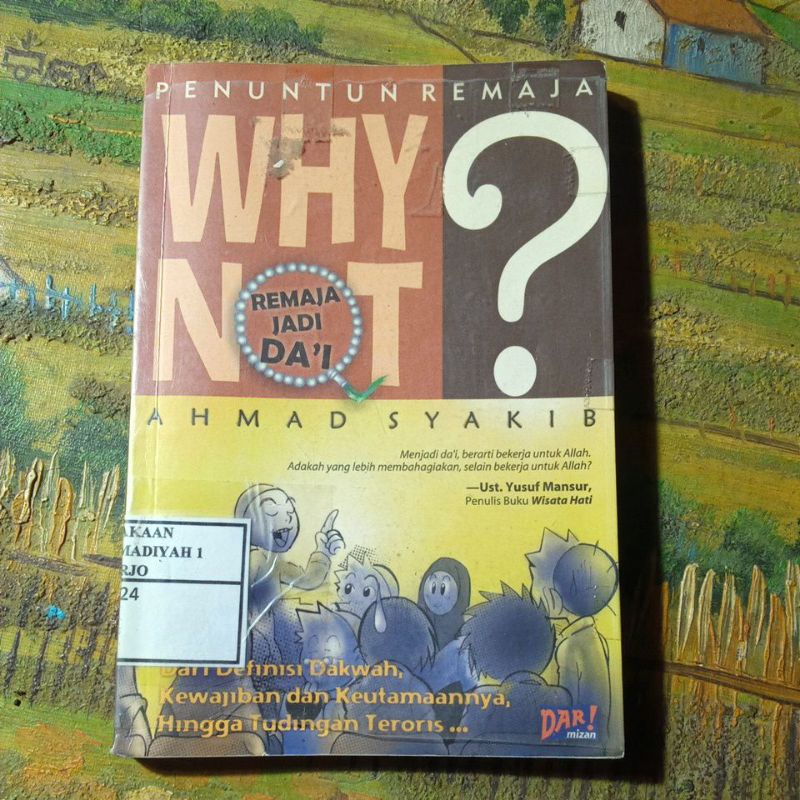 PENUNTUN REMAJA
WHY
NOT?
REMAJA
JADI
DA'I
AHMAD SYAKIB
Menjadi da'i, berarti bekerja untuk Allah.
Adakah yang lebih membahagiakan, selain bekerja untuk Allah?
—Ust. Yusuf Mansur,
Penulis Buku Wisata Hati
AKAAN
MADIYAH 1
RJO
24
Dari Definisi Dakwah,
Kewajiban dan Keutamaannya,
Hingga Tudingan Teroris ...
DAR!
mizan